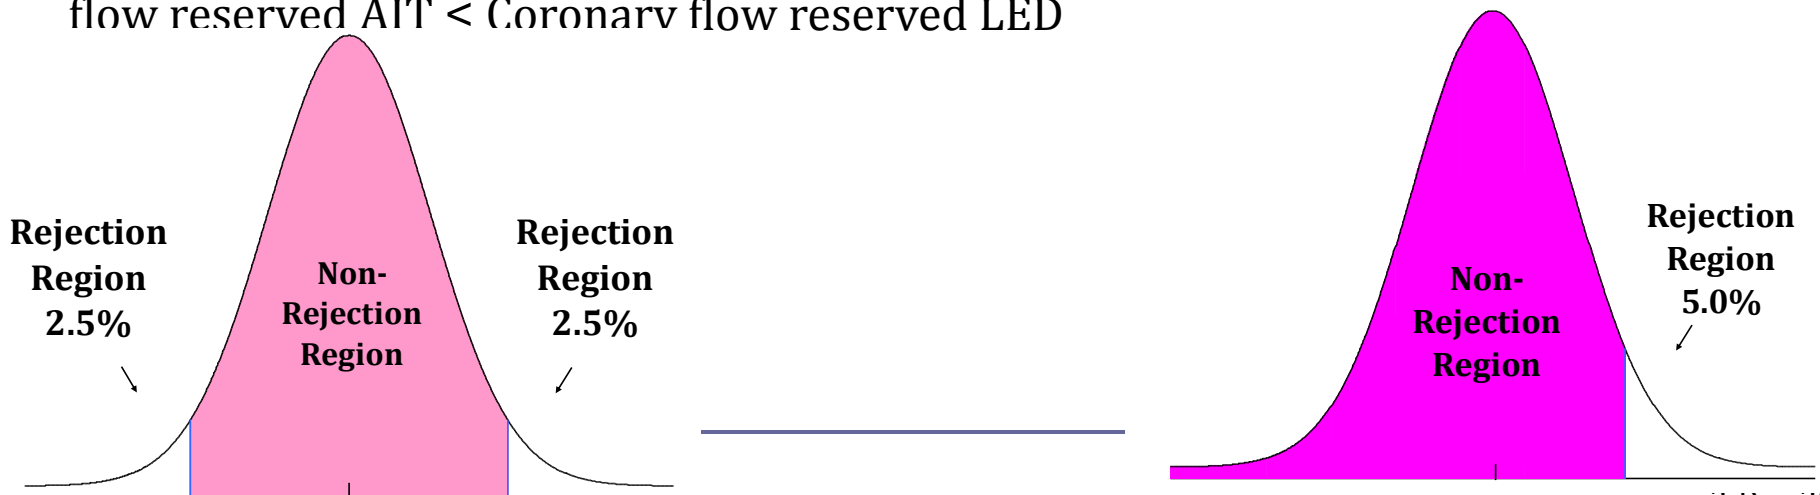 flow reserved AIT < Coronary flow reserved LED
Rejection
Region
2.5%
Non-
Rejection
Region
Rejection
Region
2.5%
Non-
Rejection
Region
Rejection
Region
5.0%